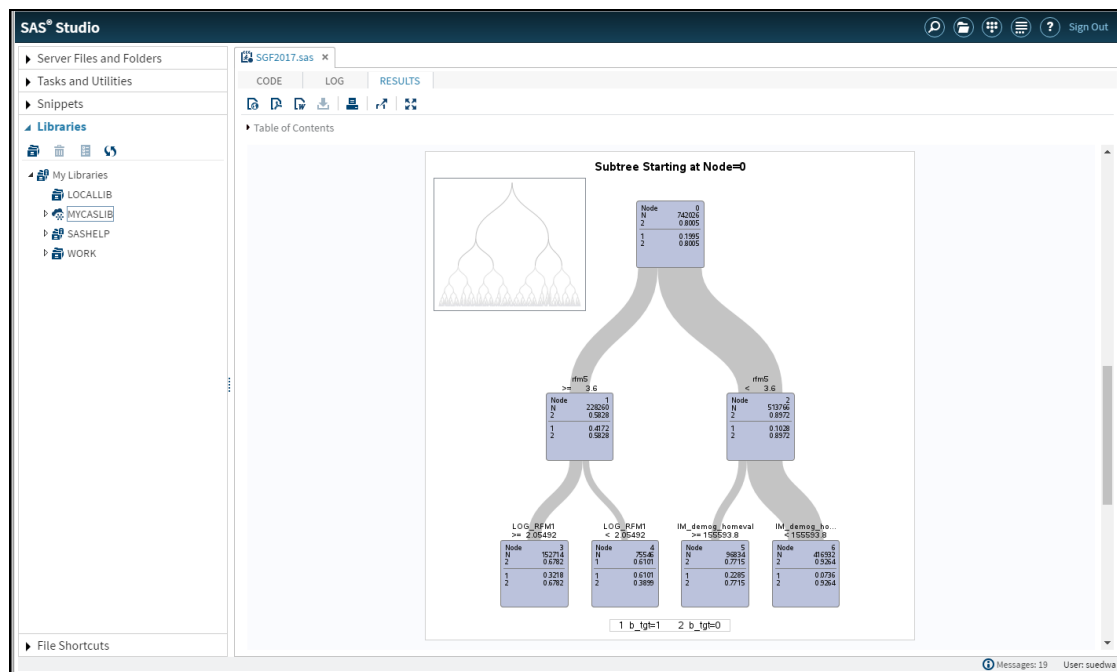 SAS® Studio
Sign Out
Server Files and Folders
Tasks and Utilities
Snippets
Libraries
My Libraries
LOCALLIB
MYCASLIB
SASHELP
WORK
File Shortcuts
SGF2017.sas ×
CODE LOG RESULTS
Table of Contents
Subtree Starting at Node=0
Node 0
N 742026
2 0.8005
1 0.1995
2 0.8005
rfm5
>= 3.6
rfm5
< 3.6
Node 1
N 228260
2 0.5828
1 0.4172
2 0.5828
Node 2
N 513766
2 0.8972
1 0.1028
2 0.8972
LOG_RFM1
>= 2.05492
LOG_RFM1
< 2.05492
IM_demog_homeval
>= 155593.8
IM_demog_ho...
< 155593.8
Node 3
N 152714
2 0.6782
1 0.3218
2 0.6782
Node 4
N 75546
1 0.6101
1 0.6101
2 0.3899
Node 5
N 96834
2 0.7715
1 0.2285
2 0.7715
Node 6
N 416932
2 0.9264
1 0.0736
2 0.9264
1 b_tgt=1 2 b_tgt=0
Messages: 19 User: suedwa